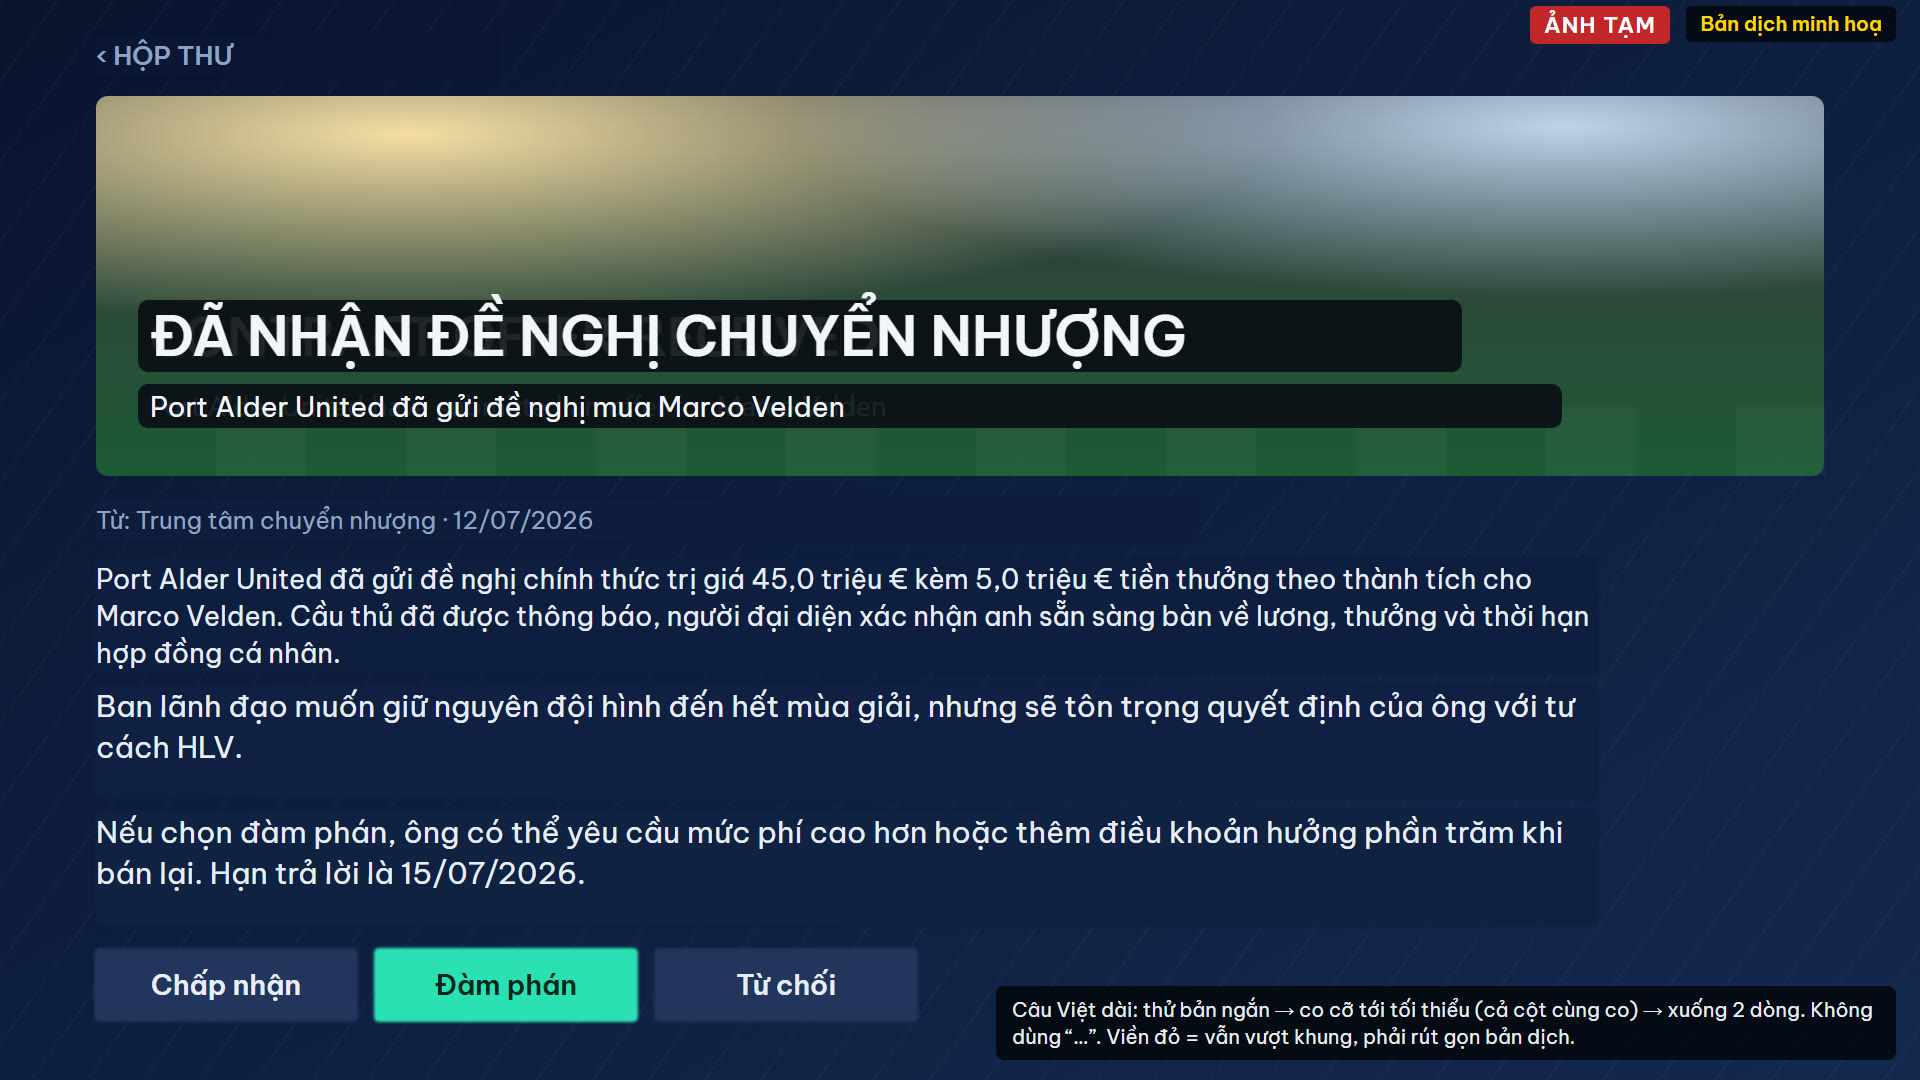 ẢNH TẠM
Bản dịch minh hoạ
‹ HỘP THƯ
ĐÃ NHẬN ĐỀ NGHỊ CHUYỂN NHƯỢNG
Port Alder United đã gửi đề nghị mua Marco Velden
Từ: Trung tâm chuyển nhượng · 12/07/2026
Port Alder United đã gửi đề nghị chính thức trị giá 45,0 triệu € kèm 5,0 triệu € tiền thưởng theo thành tích cho
Marco Velden. Cầu thủ đã được thông báo, người đại diện xác nhận anh sẵn sàng bàn về lương, thưởng và thời hạn
hợp đồng cá nhân.
Ban lãnh đạo muốn giữ nguyên đội hình đến hết mùa giải, nhưng sẽ tôn trọng quyết định của ông với tư
cách HLV.
Nếu chọn đàm phán, ông có thể yêu cầu mức phí cao hơn hoặc thêm điều khoản hưởng phần trăm khi
bán lại. Hạn trả lời là 15/07/2026.
Chấp nhận
Đàm phán
Từ chối
Câu Việt dài: thử bản ngắn → co cỡ tới tối thiểu (cả cột cùng co) → xuống 2 dòng. Không
dùng “…”. Viền đỏ = vẫn vượt khung, phải rút gọn bản dịch.